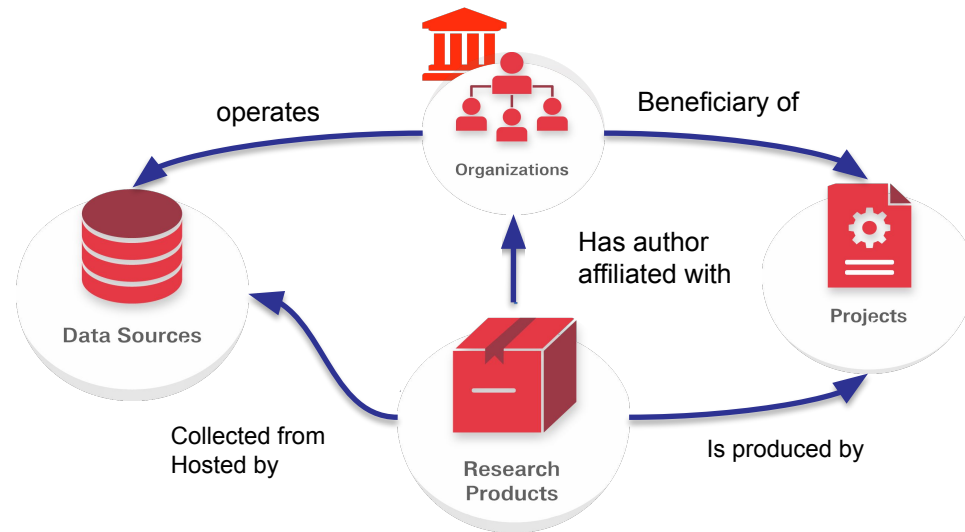 operates
Beneficiary of
Organizations
Has author
affiliated with
Data Sources
Projects
Collected from
Hosted by
Is produced by
Research
Products